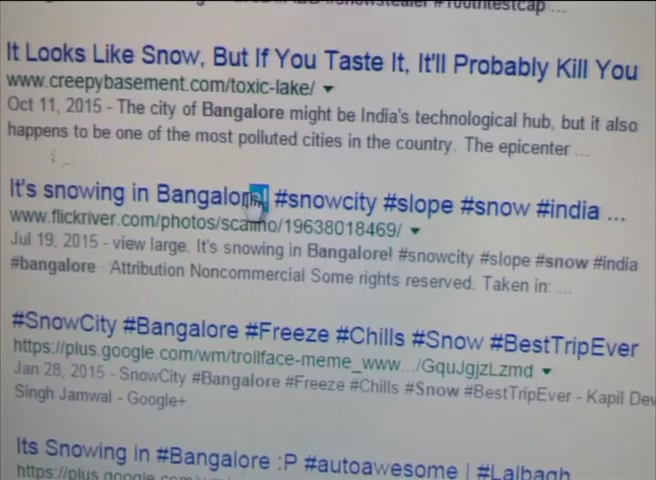 It Looks Like Snow, But If You Taste It, It'll Probably Kill You
www.creepybasement.com/toxic-lake/
Oct 11, 2015 - The city of Bangalore might be India's technological hub, but it also
happens to be one of the most polluted cities in the country. The epicenter ...
It's snowing in Bangalore! #snowcity #slope #snow #india ...
www.flickriver.com/photos/ 19638018469/
Jul 19, 2015 - view large. It's snowing in Bangalore! #snowcity #slope #snow #india
#bangalore · Attribution Noncommercial Some rights reserved. Taken in: ...
#SnowCity #Bangalore #Freeze #Chills #Snow #BestTripEver
https://plus.google.com/wm/trollface-meme_www.../GquJgjzLzmd
Jan 28, 2015 - SnowCity #Bangalore #Freeze #Chills #Snow #BestTripEver - Kapil Dev
Singh Jamwal - Google+
Its Snowing in #Bangalore :P #autoawesome | #Lalbagh